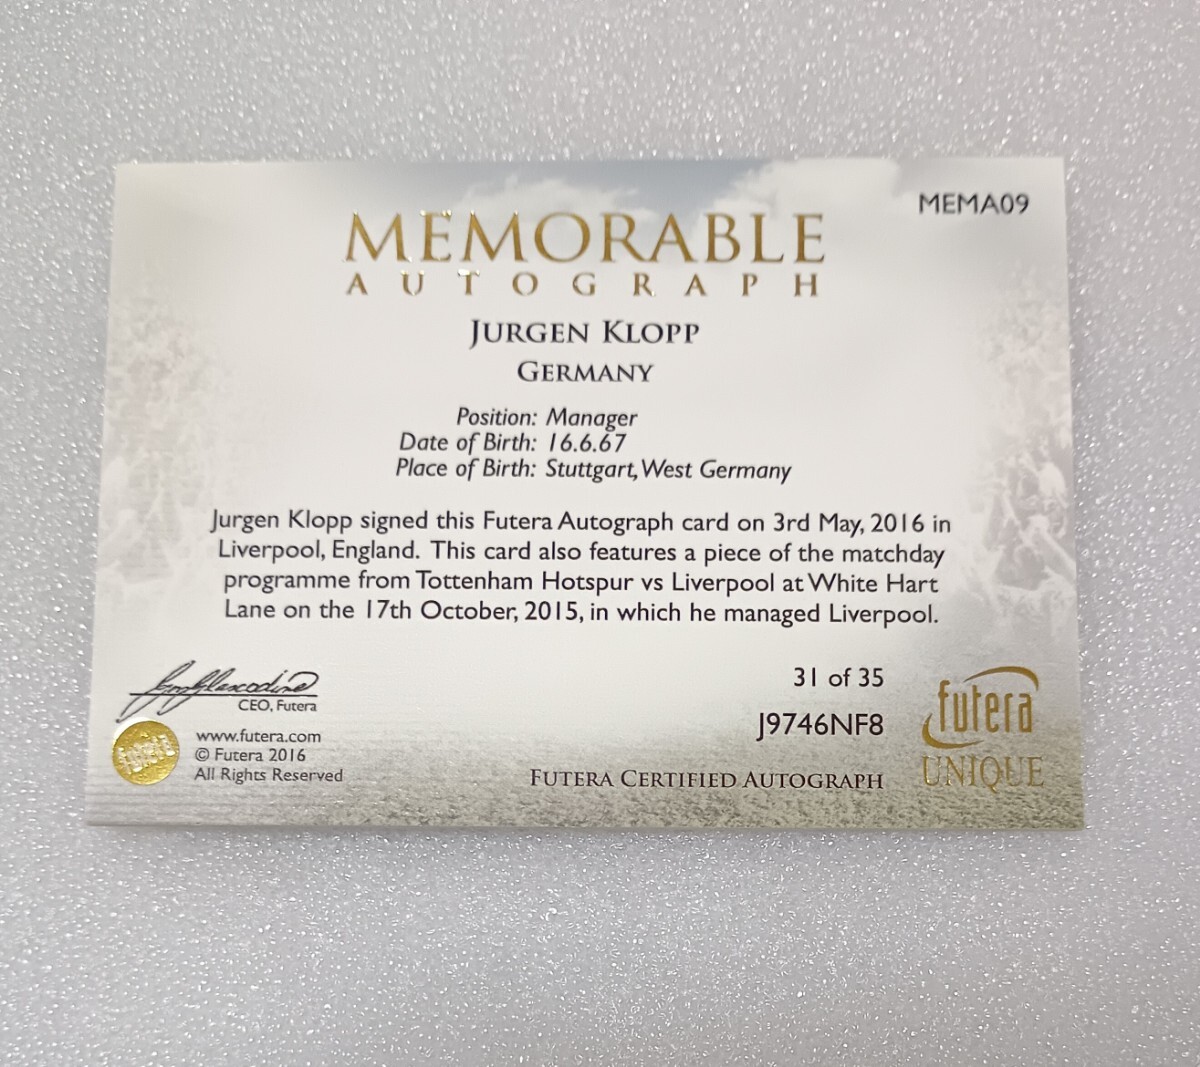 MEMA09
MEMORABLE
AUTOGRAPH
JURGEN KLOPP
GERMANY
Position: Manager
Date of Birth: 16.6.67
Place of Birth: Stuttgart, West Germany
Jurgen Klopp signed this Futera Autograph card on 3rd May, 2016 in
Liverpool, England. This card also features a piece of the matchday
programme from Tottenham Hotspur vs Liverpool at White Hart
Lane on the 17th October, 2015, in which he managed Liverpool.
CEO, Futera
www.futera.com
© Futera 2016
All Rights Reserved
31 of 35
J9746NF8
FUTERA CERTIFIED AUTOGRAPH
futera
UNIQUE